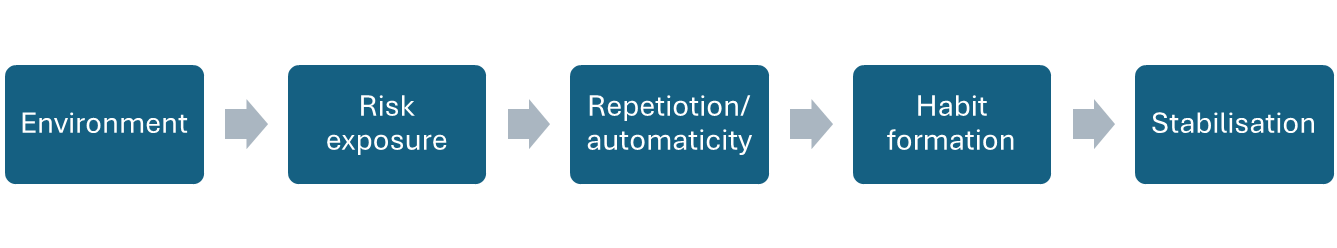 Environment
Risk
exposure
Repetiotion/
automaticity
Habit
formation
Stabilisation